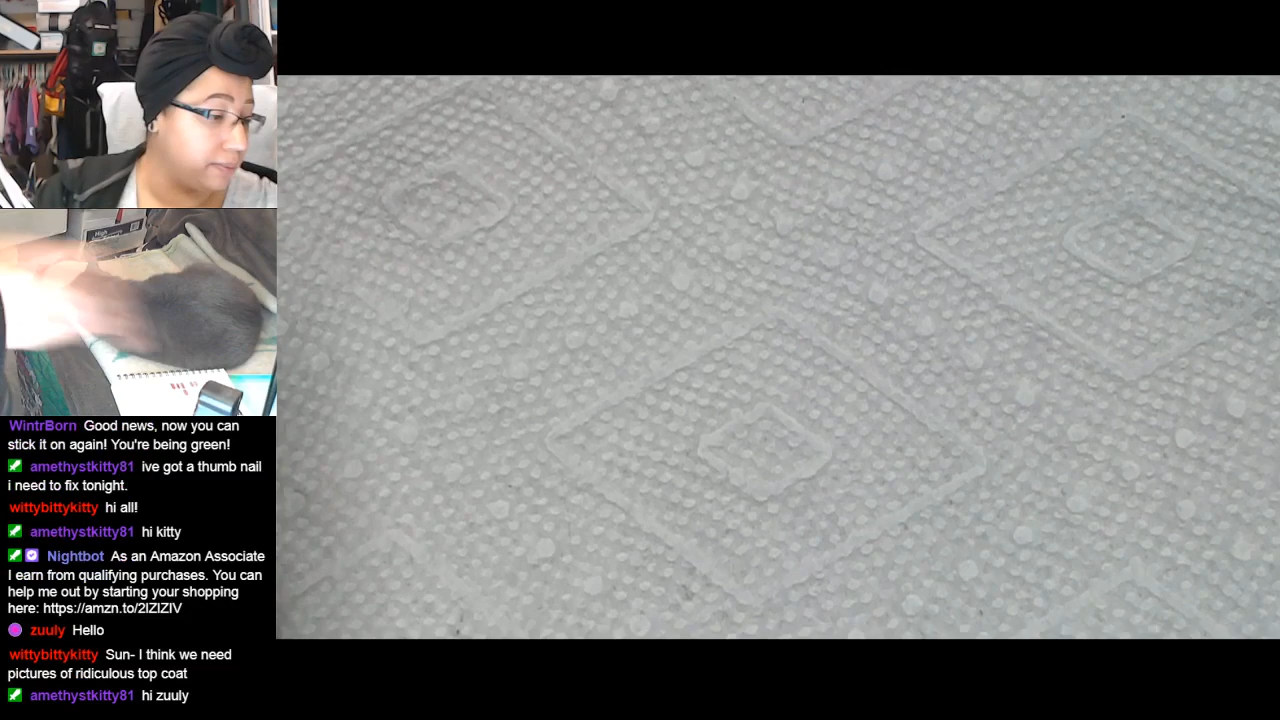 High
WintrBorn Good news, now you can
stick it on again! You're being green!
amethystkitty81 ive got a thumb nail
i need to fix tonight.
wittybittykitty hi all!
amethystkitty81 hi kitty
Nightbot As an Amazon Associate
I earn from qualifying purchases. You can
help me out by starting your shopping
here: https://amzn.to/2lZlZIV
zuuly Hello
wittybittykitty Sun- I think we need
pictures of ridiculous top coat
amethystkitty81 hi zuuly